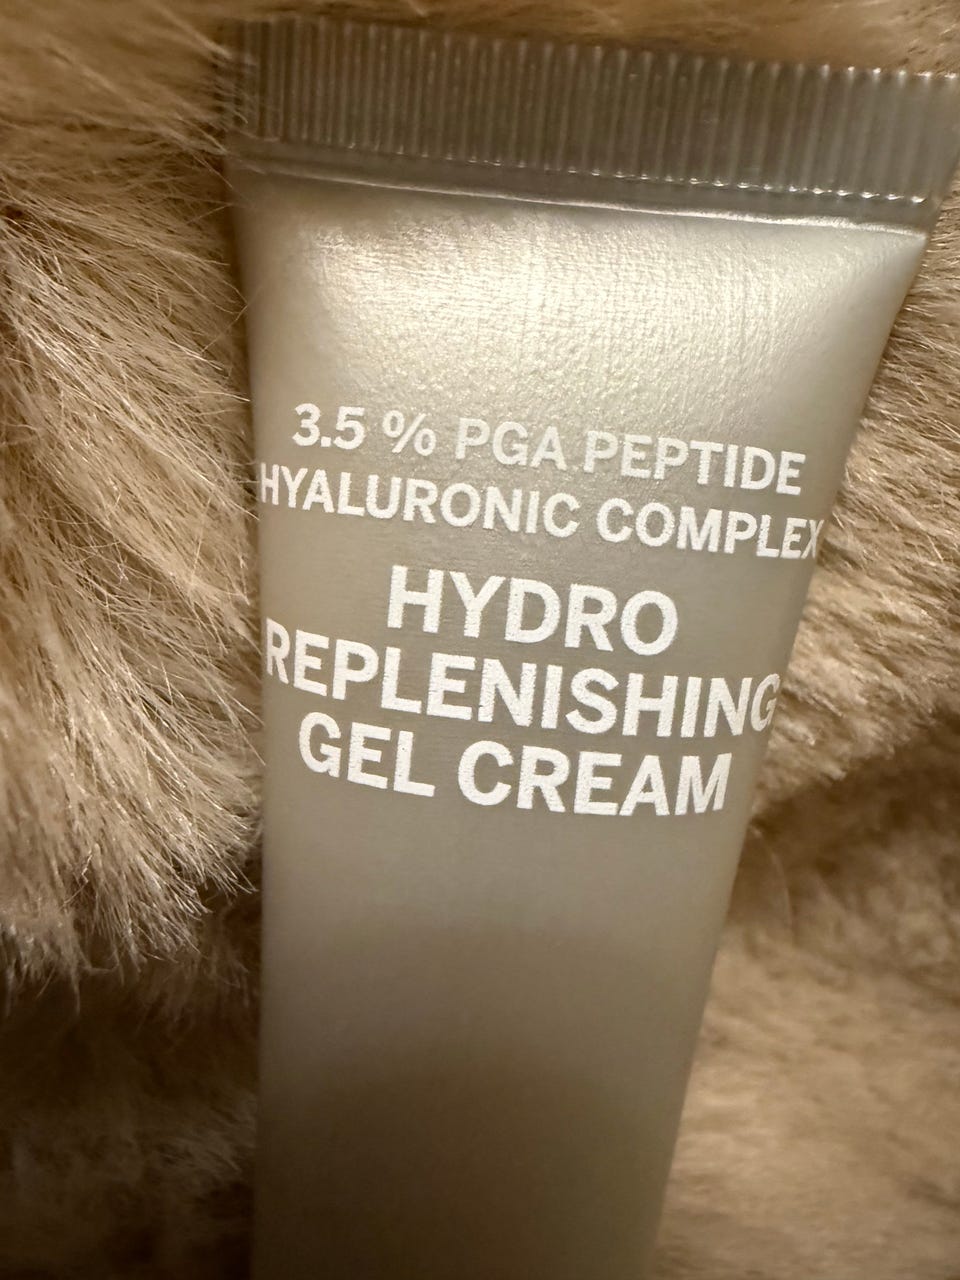 3.5 % PGA PEPTIDE
HYALURONIC COMPLEX
HYDRO
REPLENISHING
GEL CREAM